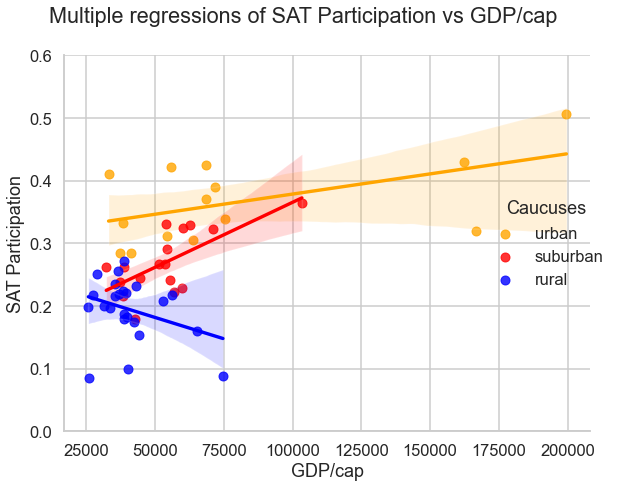 Multiple regressions of SAT Participation vs GDP/cap
0.6
0.5
0.4
0.3
0.2
0.1
0.0
SAT Participation
Caucuses
urban
suburban
rural
25000 50000 75000 100000 125000 150000 175000 200000
GDP/cap